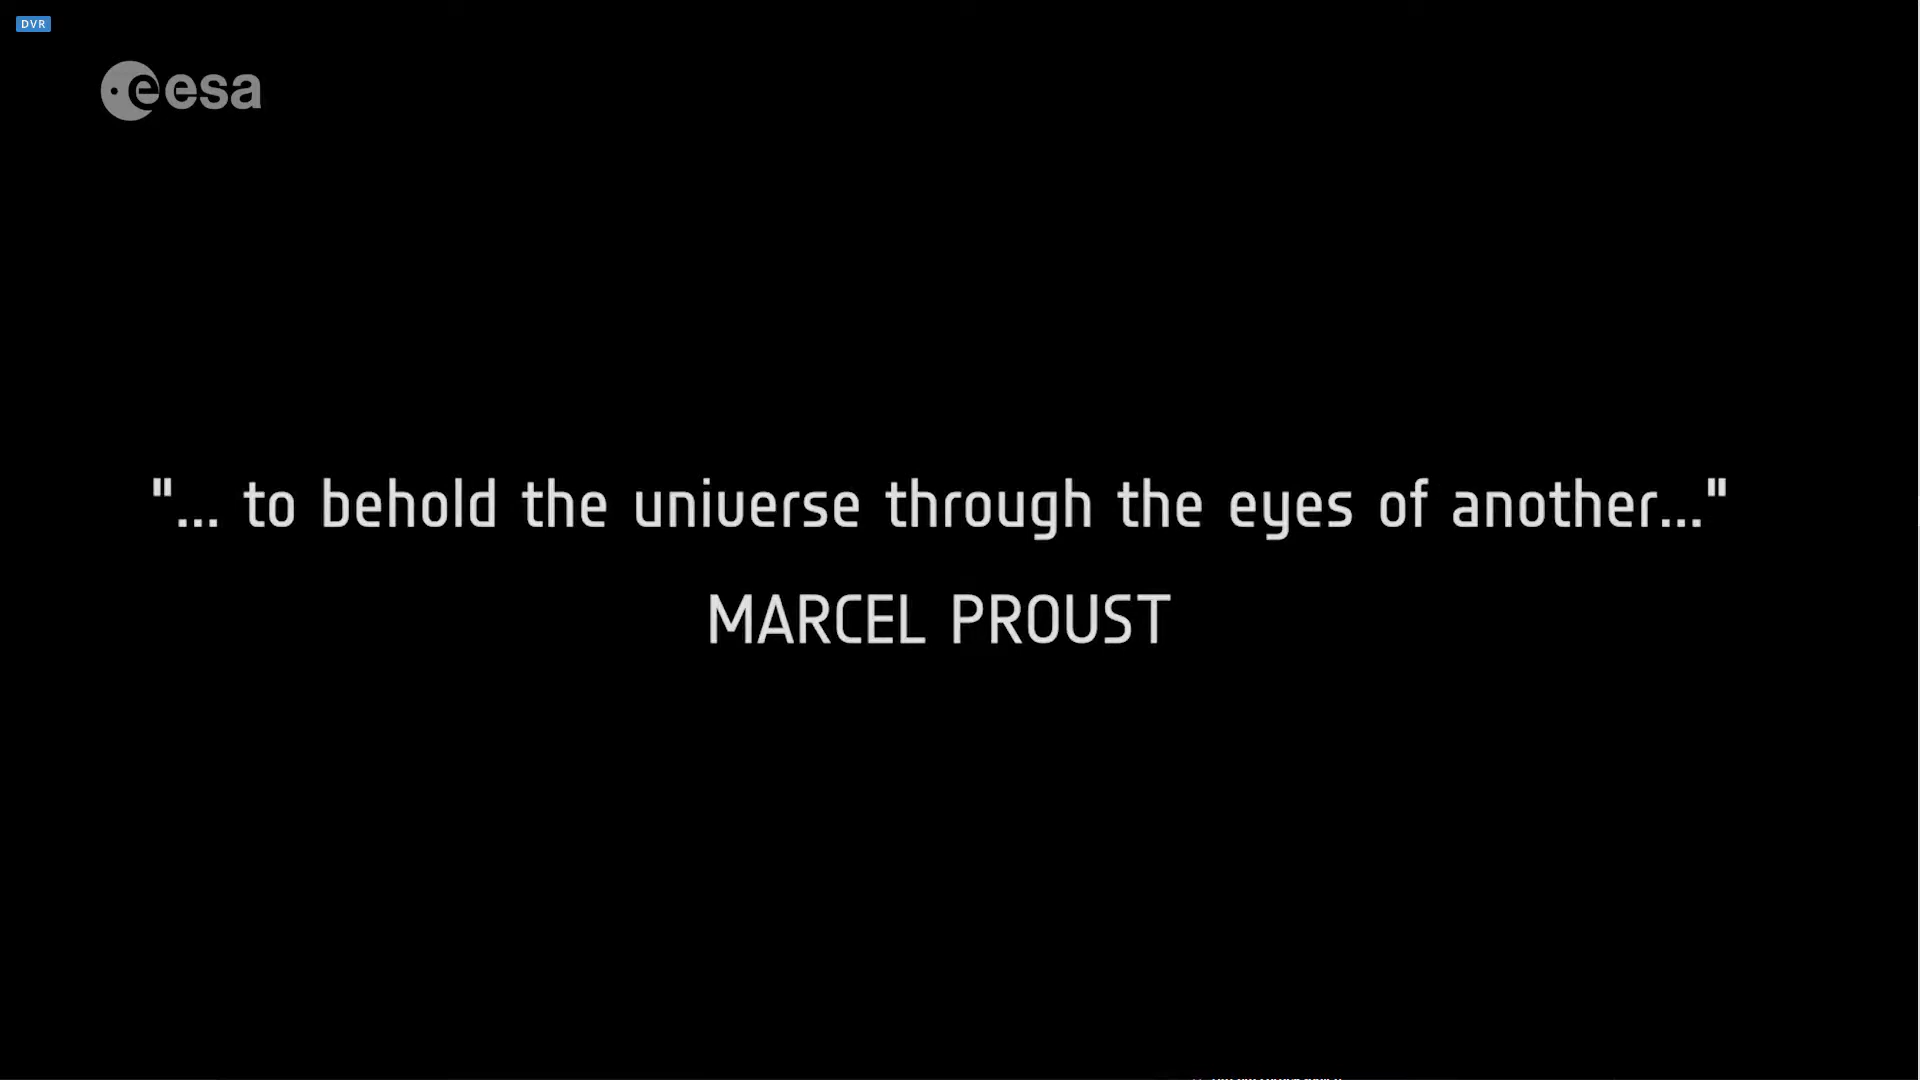 DVR
esa
"... to behold the universe through the eyes of another..."
MARCEL PROUST